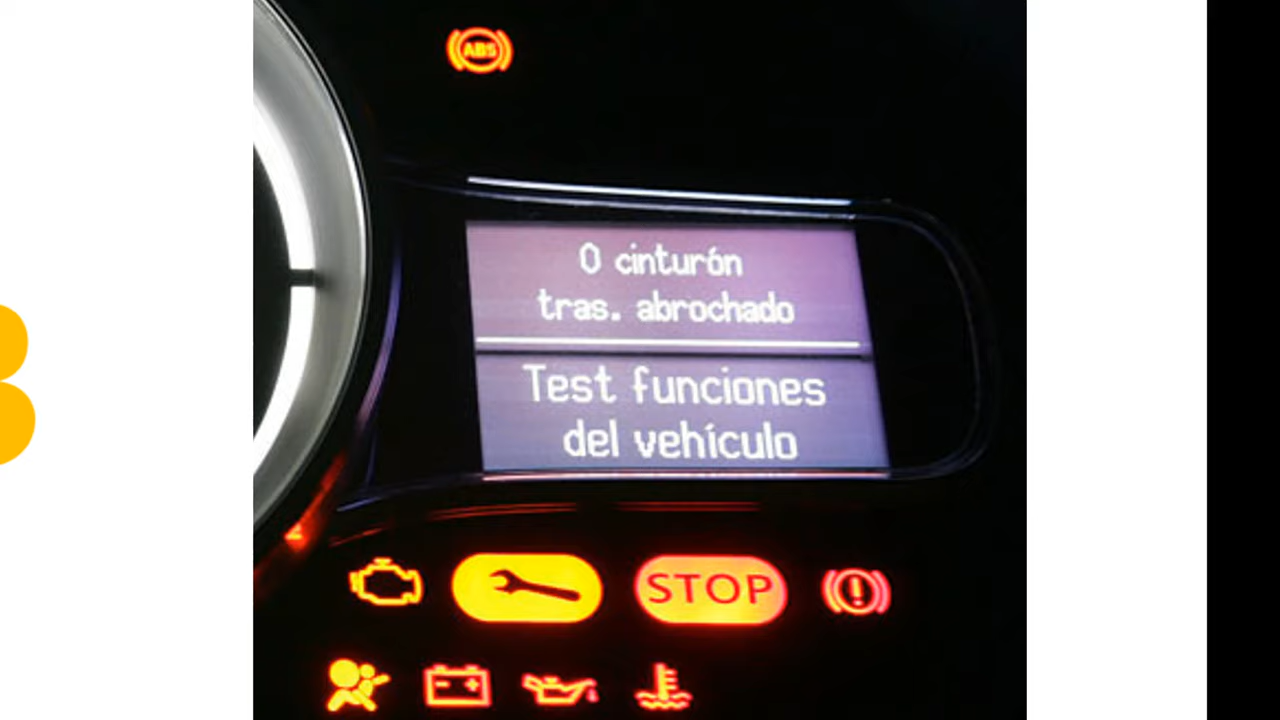 ABS
0 cinturón
tras. abrochado
Test funciones
del vehículo
STOP